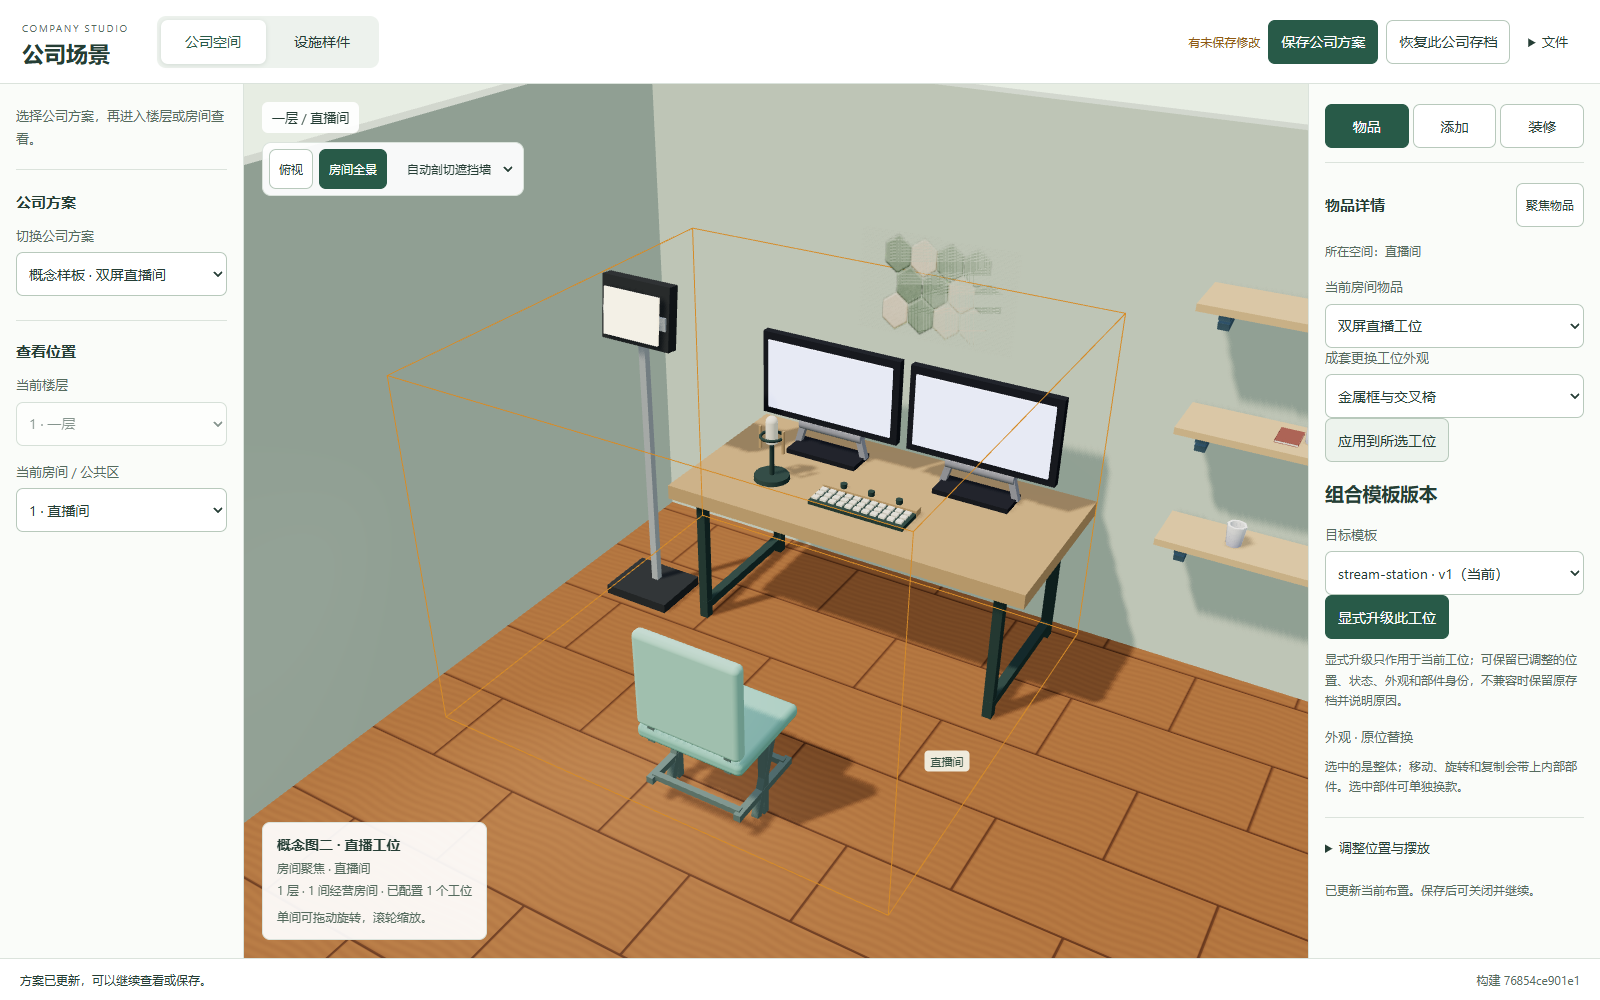 COMPANY STUDIO
公司场景
公司空间
设施样件
有未保存修改
保存公司方案
恢复此公司存档
▶ 文件
选择公司方案，再进入楼层或房间查看。
公司方案
切换公司方案
概念样板 · 双屏直播间
查看位置
当前楼层
1 · 一层
当前房间 / 公共区
1 · 直播间
一层 / 直播间
俯视
房间全景
自动剖切遮挡墙
直播间
概念图二 · 直播工位
房间聚焦 · 直播间
1 层 · 1 间经营房间 · 已配置 1 个工位
单间可拖动旋转，滚轮缩放。
物品
添加
装修
物品详情
聚焦物品
所在空间：直播间
当前房间物品
双屏直播工位
成套更换工位外观
金属框与交叉椅
应用到所选工位
组合模板版本
目标模板
stream-station · v1（当前）
显式升级此工位
显式升级只作用于当前工位；可保留已调整的位
置、状态、外观和部件身份，不兼容时保留原存
档并说明原因。
外观 · 原位替换
选中的是整体；移动、旋转和复制会带上内部部
件。选中部件可单独换款。
▶ 调整位置与摆放
已更新当前布置。保存后可关闭并继续。
方案已更新，可以继续查看或保存。
构建 76854ce901e1